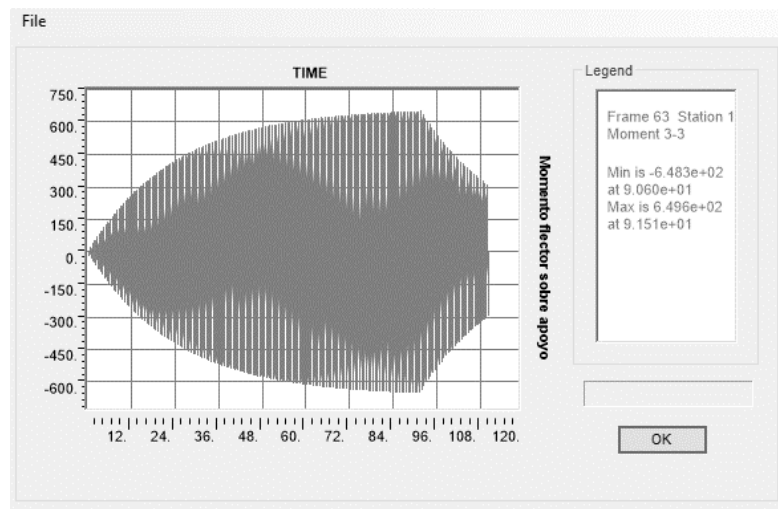 File
TIME
750.
600.
450.
300.
150.
0.
-150.
-300.
-450.
-600.
12. 24. 36. 48. 60. 72. 84. 96. 108. 120.
Momento flector sobre apoyo
Legend
Frame 63 Station 1
Moment 3-3
Min is -6.483e+02
at 9.060e+01
Max is 6.496e+02
at 9.151e+01
OK